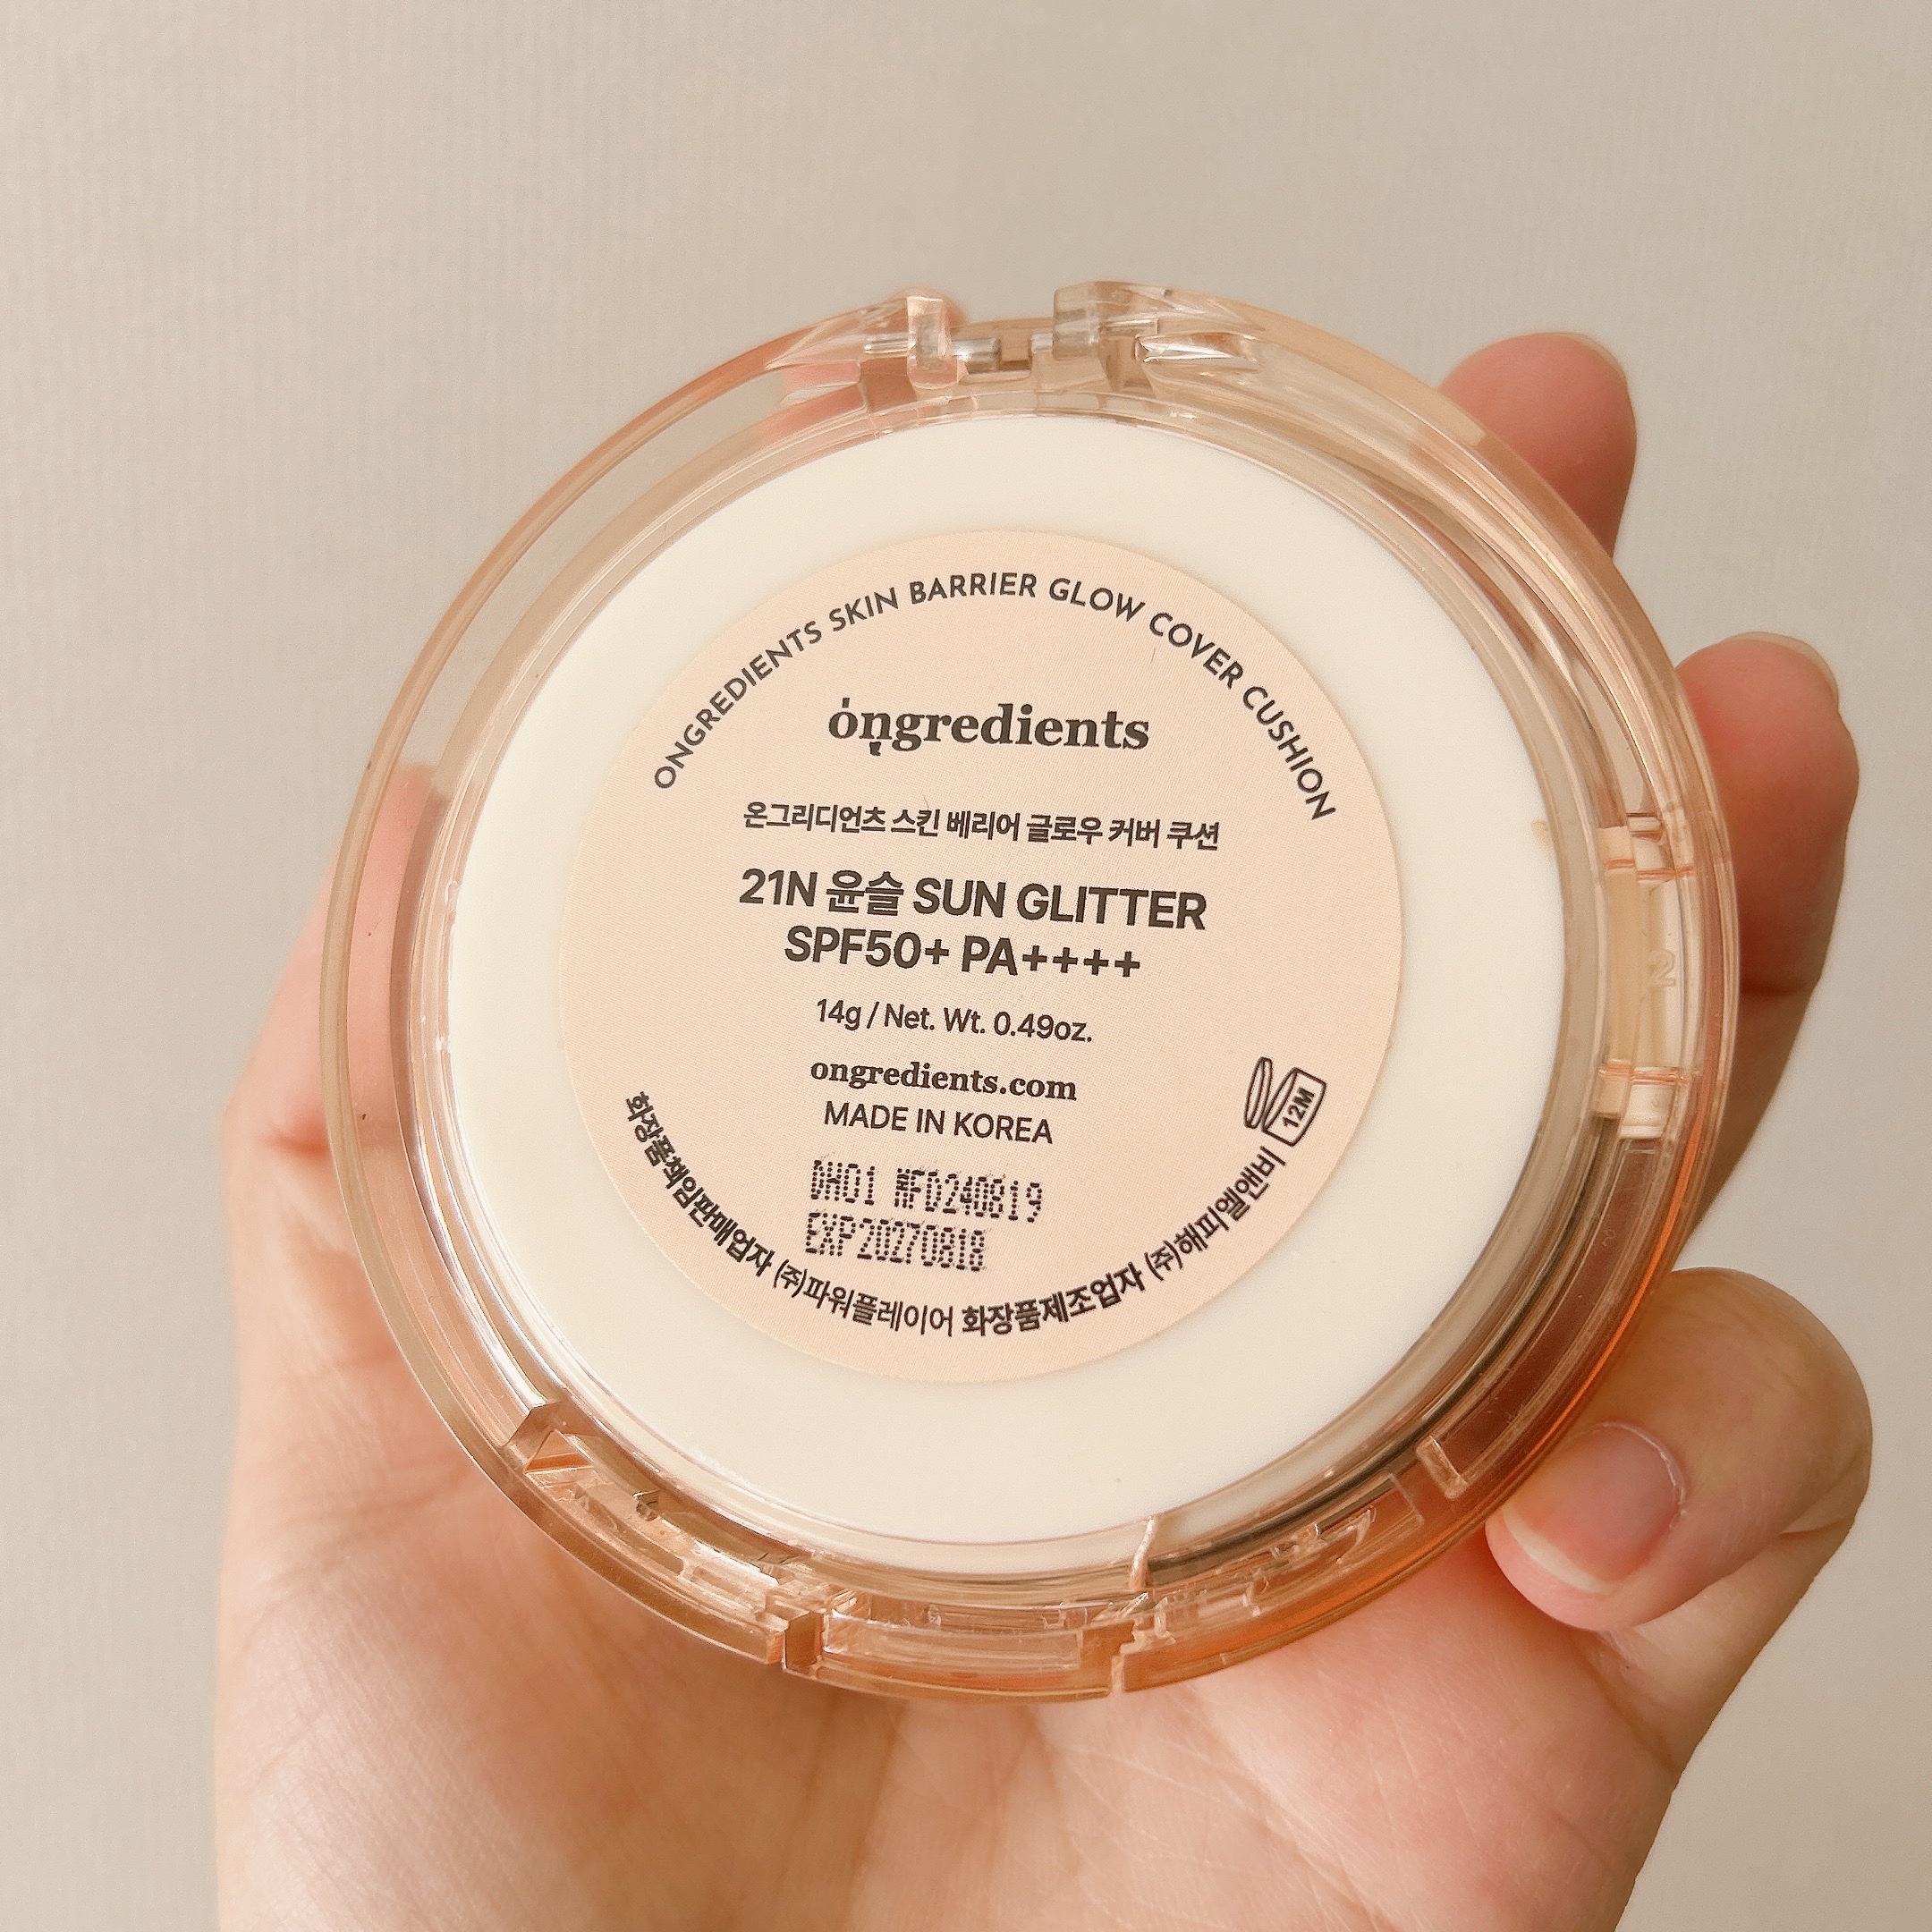 ONGREDIENTS SKIN BARRIER GLOW COVER CUSHION
ongredients
온그리디언츠 스킨 베리어 글로우 커버 쿠션
21N 윤슬 SUN GLITTER
SPF50+ PA++++
14g / Net. Wt. 0.49oz.
ongredients.com
MADE IN KOREA
12M
DH01 MFD240819
EXP20270818
화장품책임판매업자 (주)파워플레이어 화장품제조업자 (주)해피엘앤비
2